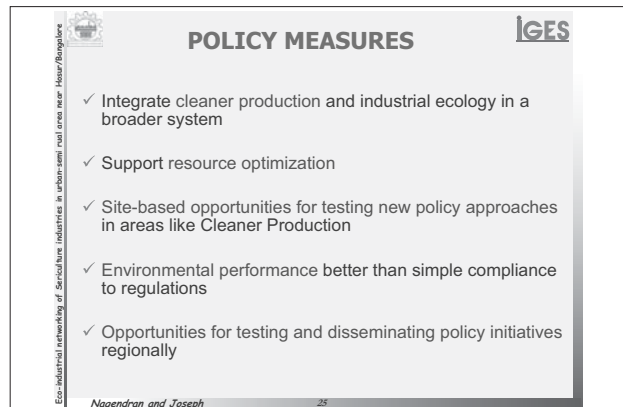 Eco-industrial networking of Sericulture industries in urban-semi rual area near Hosur/Bangalore
POLICY MEASURES
IGES
✓ Integrate cleaner production and industrial ecology in a
broader system
✓ Support resource optimization
✓ Site-based opportunities for testing new policy approaches
in areas like Cleaner Production
✓ Environmental performance better than simple compliance
to regulations
✓ Opportunities for testing and disseminating policy initiatives
regionally
Nagendran and Joseph
25